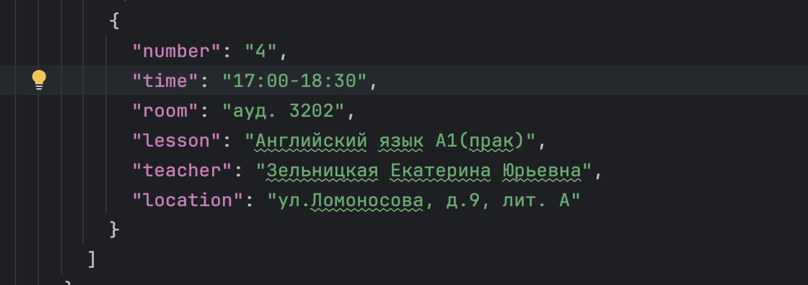 {
"number": "4",
"time": "17:00-18:30",
"room": "ауд. 3202",
"lesson": "Английский язык А1(прак)",
"teacher": "Зельницкая Екатерина Юрьевна",
"location": "ул.Ломоносова, д.9, лит. А"
}
]